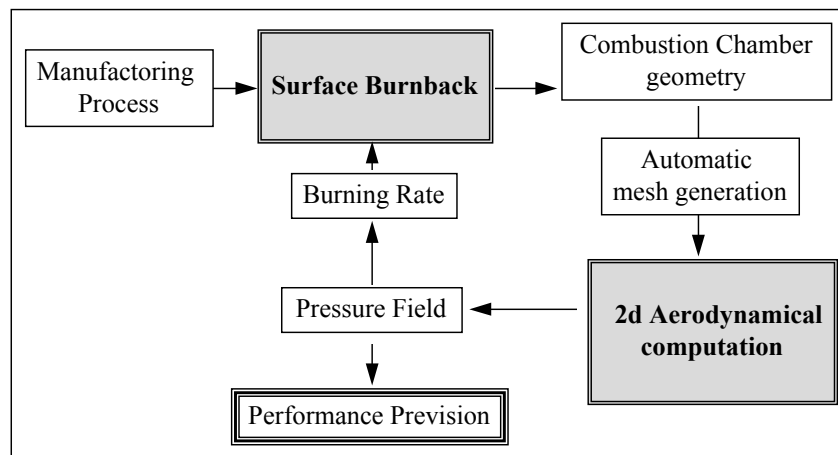 Manufactoring
Process
Surface Burnback
Combustion Chamber
geometry
Automatic
mesh generation
Burning Rate
Pressure Field
2d Aerodynamical
computation
Performance Prevision